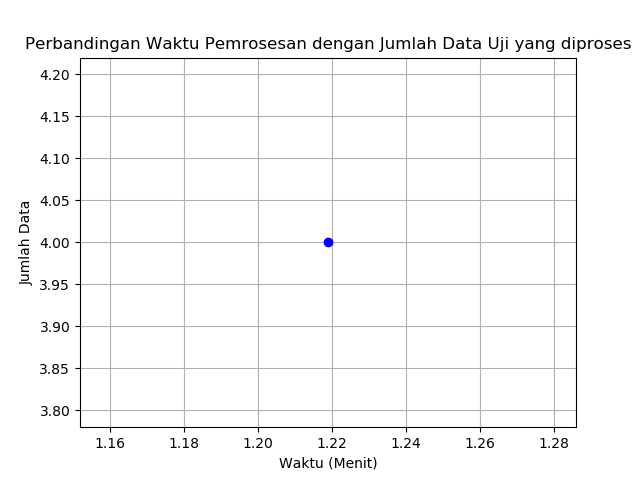 Perbandingan Waktu Pemrosesan dengan Jumlah Data Uji yang diproses
4.20
4.15
4.10
4.05
4.00
3.95
3.90
3.85
3.80
Jumlah Data
1.16 1.18 1.20 1.22 1.24 1.26 1.28
Waktu (Menit)